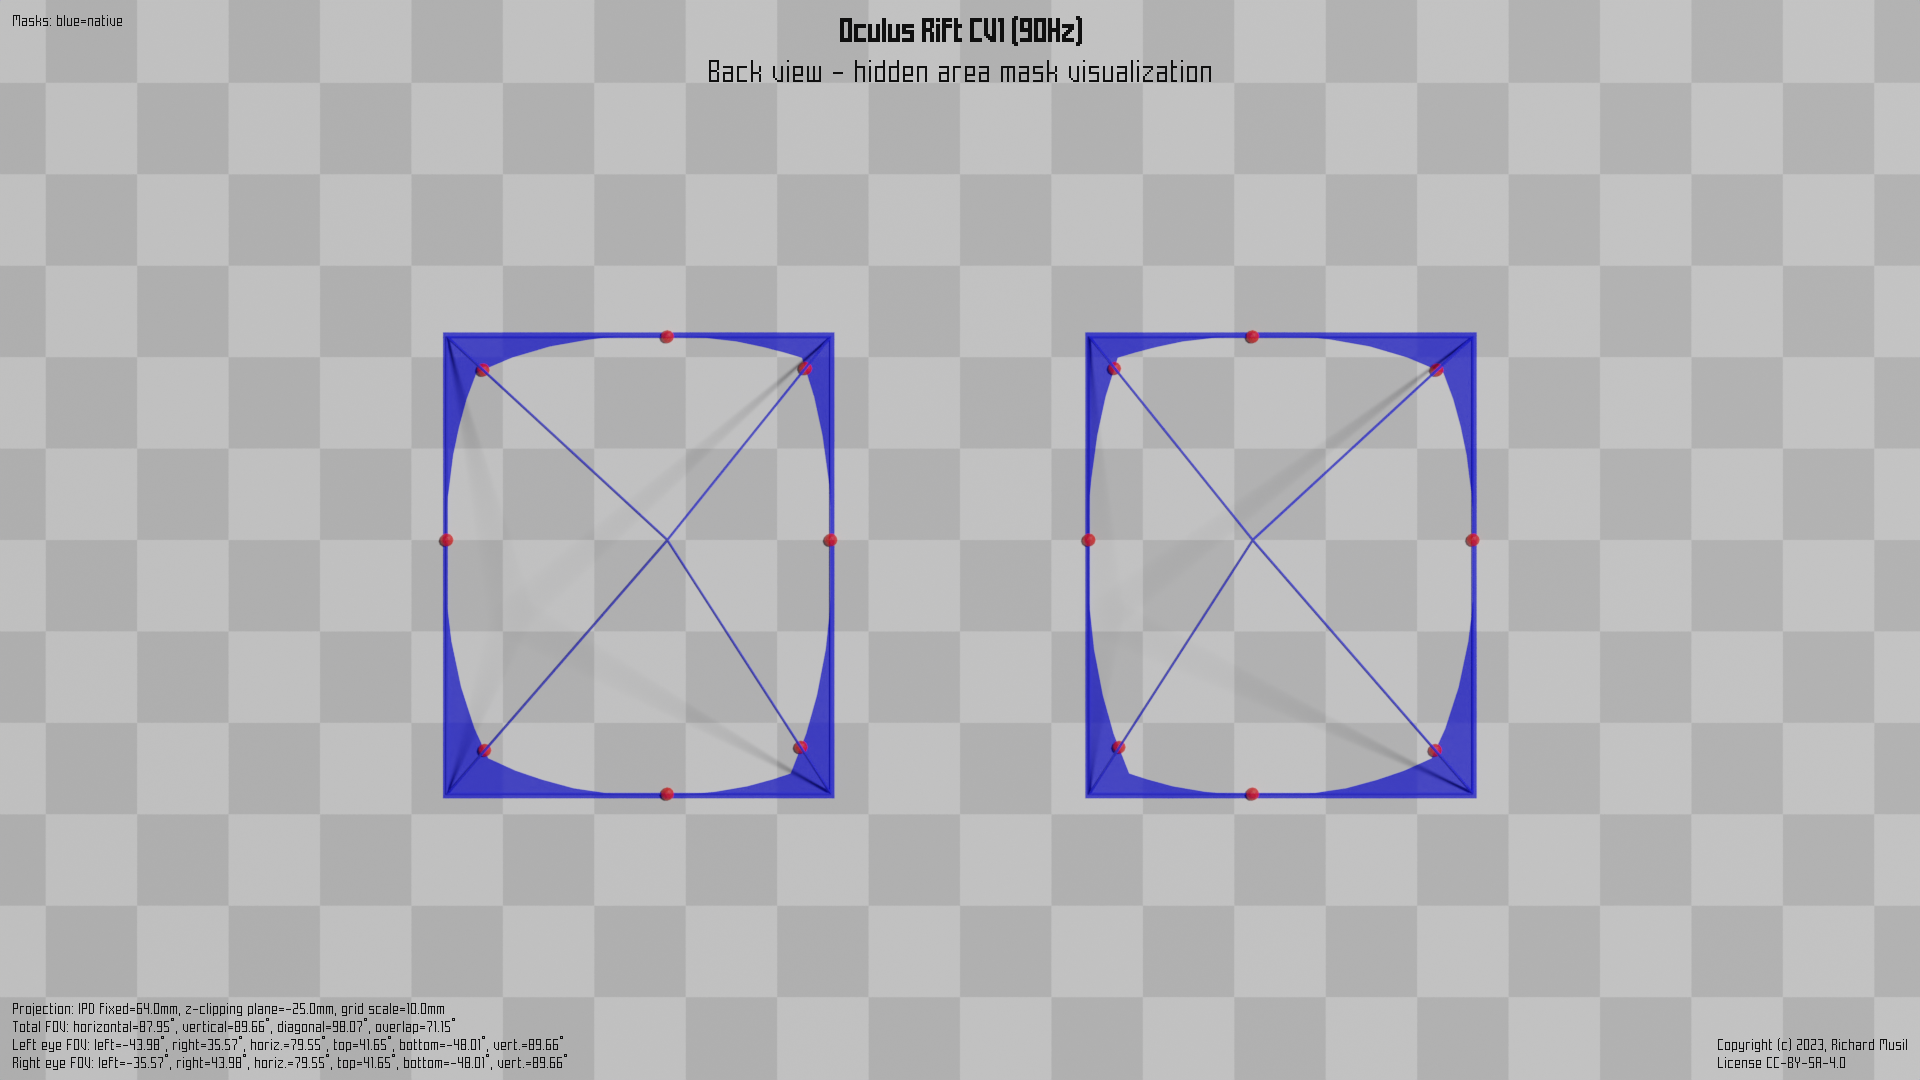 Masks: blue=native
Oculus Rift CV1 (90Hz)
Back view - hidden area mask visualization
Projection: IPD fixed=64.0mm, z-clipping plane=-25.0mm, grid scale=10.0mm
Total FOV: horizontal=87.95°, vertical=89.66°, diagonal=98.07°, overlap=71.15°
Left eye FOV: left=-43.98°, right=35.57°, horiz.=79.55°, top=41.65°, bottom=-48.01°, vert.=89.66°
Right eye FOV: left=-35.57°, right=43.98°, horiz.=79.55°, top=41.65°, bottom=-48.01°, vert.=89.66°
Copyright (c) 2023, Richard Musil
License CC-BY-SA-4.0